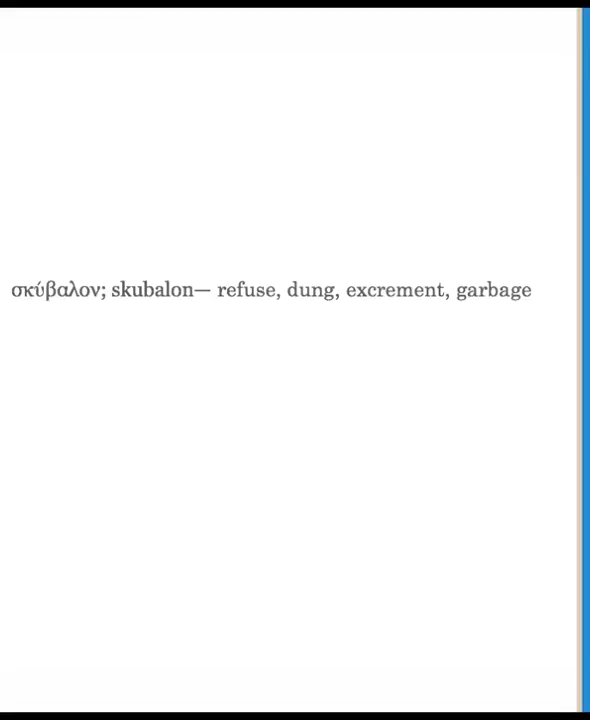 σκύβαλον; skubalon— refuse, dung, excrement, garbage